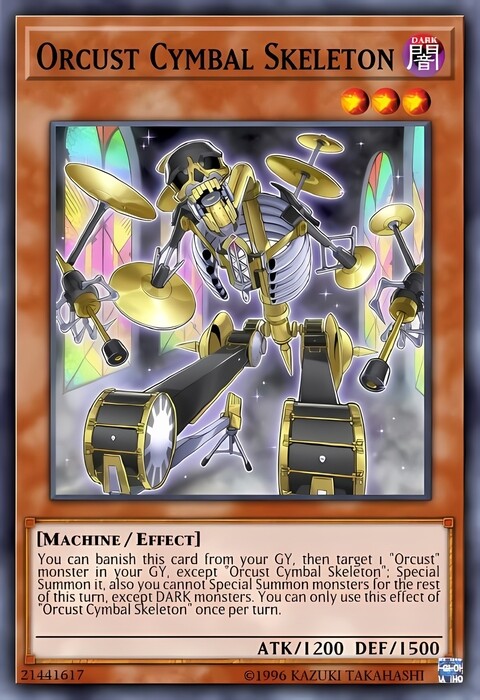 Orcust Cymbal Skeleton
DARK
闇
[Machine / Effect]
You can banish this card from your GY, then target 1 "Orcust"
monster in your GY, except "Orcust Cymbal Skeleton"; Special
Summon it, also you cannot Special Summon monsters for the rest
of this turn, except DARK monsters. You can only use this effect of
"Orcust Cymbal Skeleton" once per turn.
ATK/1200 DEF/1500
21441617
©1996 KAZUKI TAKAHASHI